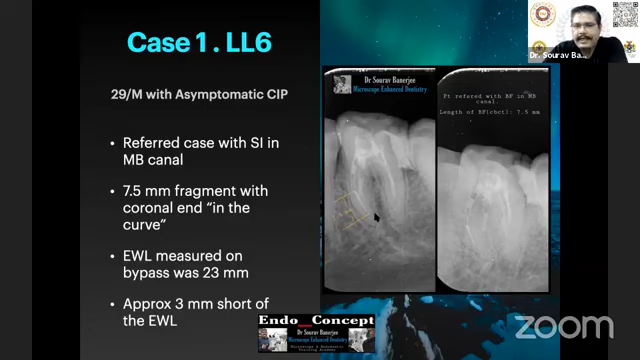 Case 1 . LL6
29/M with Asymptomatic CIP
Referred case with SI in
MB canal
7.5 mm fragment with
coronal end "in the
curve"
EWL measured on
bypass was 23 mm
Approx 3 mm short of
the EWL
Dr Sourav Banerjee
Microscope Enhanced Dentistry
Pt refered with BF in MB
canal.
Length of BF(cbct): 7.5 mm
Dr. Sourav Ban...
Endo_Concept
Dr Sourav Banerjee
Microscope Enhanced Dentistry
zoom